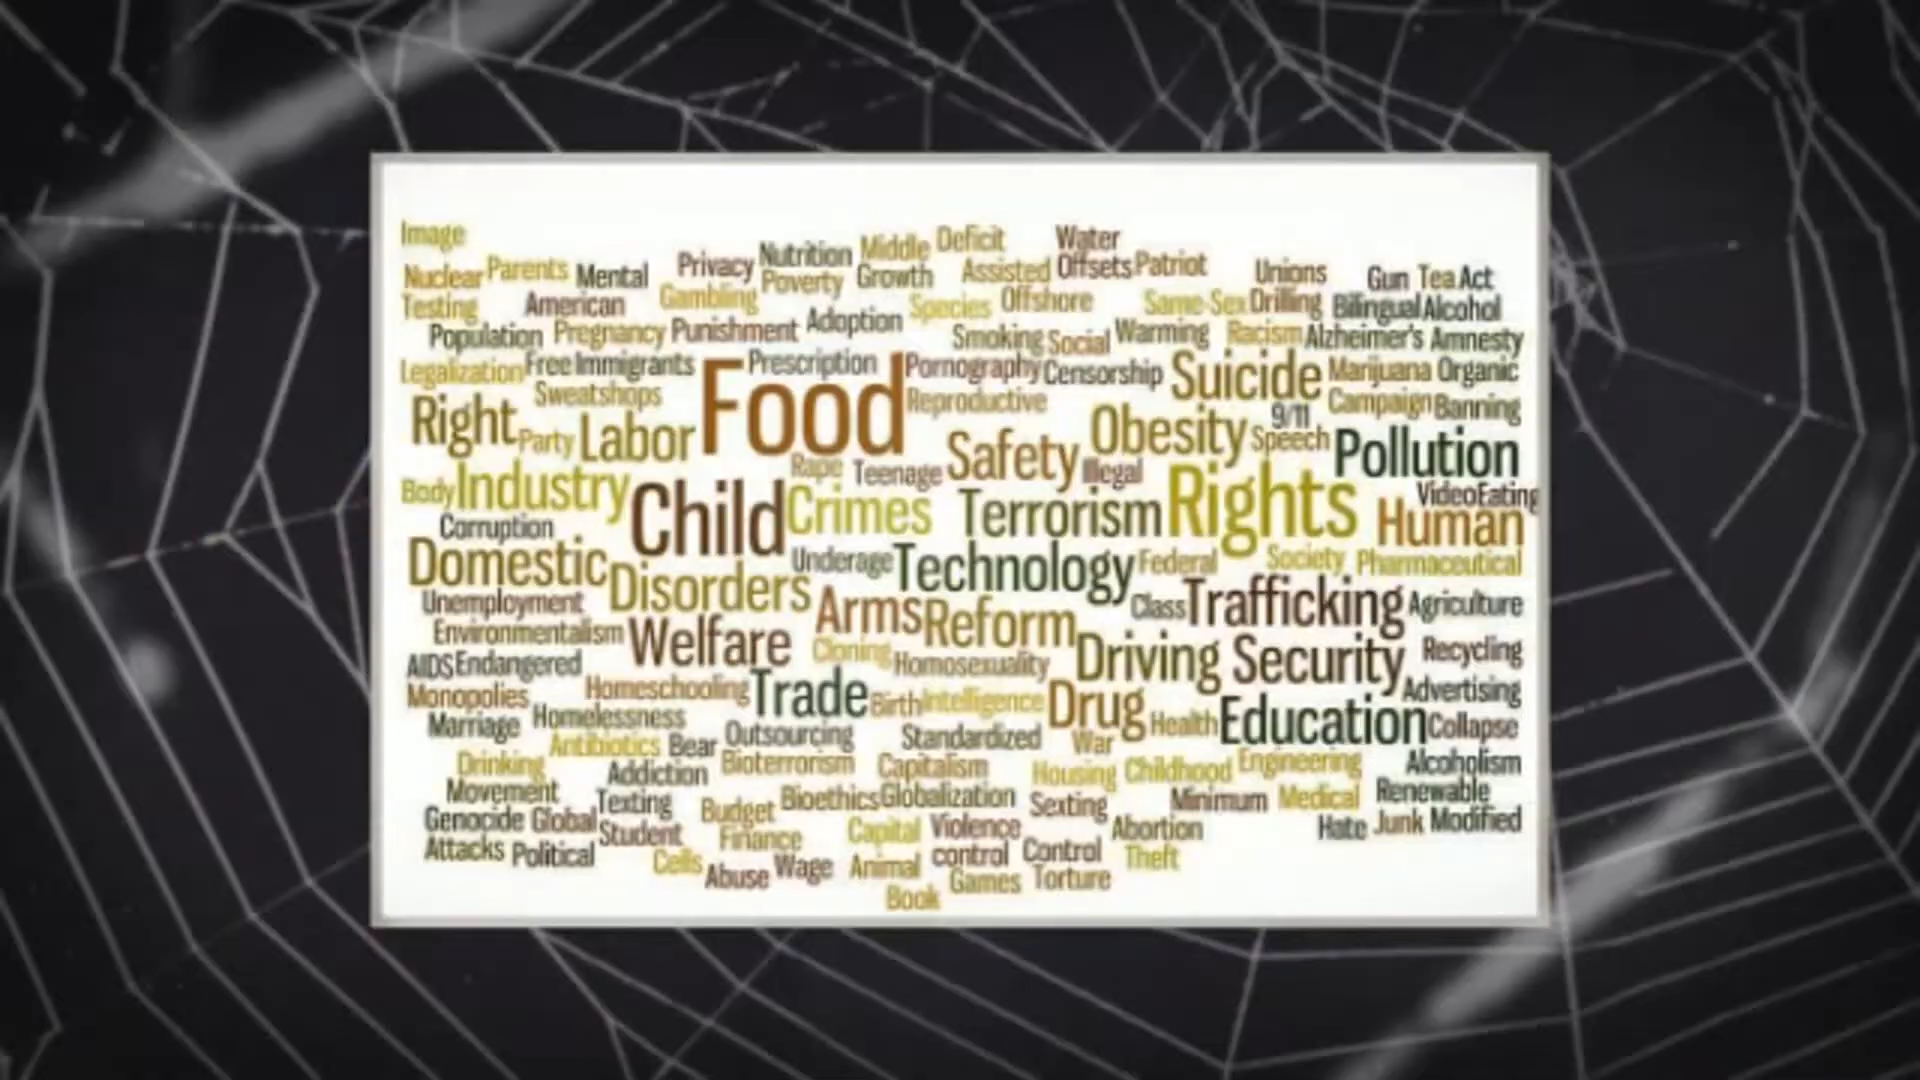 Image
Nutrition Middle Deficit Water
Nuclear Parents Mental Privacy Poverty Growth Assisted Offsets Patriot Unions Gun Tea Act
Testing American Gambling Species Offshore Same-Sex Drilling Bilingual Alcohol
Population Pregnancy Punishment Adoption Smoking Social Warming Racism Alzheimer's Amnesty
Legalization Free Immigrants Prescription Pornography Censorship Suicide Marijuana Organic
Sweatshops Food Reproductive 9/11 Campaign Banning
Right Party Labor Safety Obesity Speech Pollution
Rape Teenage Illegal
Body Industry Child Crimes Terrorism Rights Video Eating
Corruption Human
Domestic Underage Technology Federal Society Pharmaceutical
Unemployment Disorders Arms Reform Class Trafficking Agriculture
Environmentalism Welfare Cloning Driving Security Recycling
AIDS Endangered Homosexuality
Monopolies Homeschooling Trade Birth Intelligence Drug Health Education Advertising
Marriage Homelessness Collapse
Antibiotics Bear Outsourcing Standardized War
Drinking Addiction Bioterrorism Capitalism Housing Childhood Engineering Alcoholism
Movement Texting Budget Bioethics Globalization Sexting Minimum Medical Renewable
Genocide Global Student Finance Capital Violence Abortion Hate Junk Modified
Attacks Political Cells Abuse Wage Animal control Control Theft
Games Torture
Book